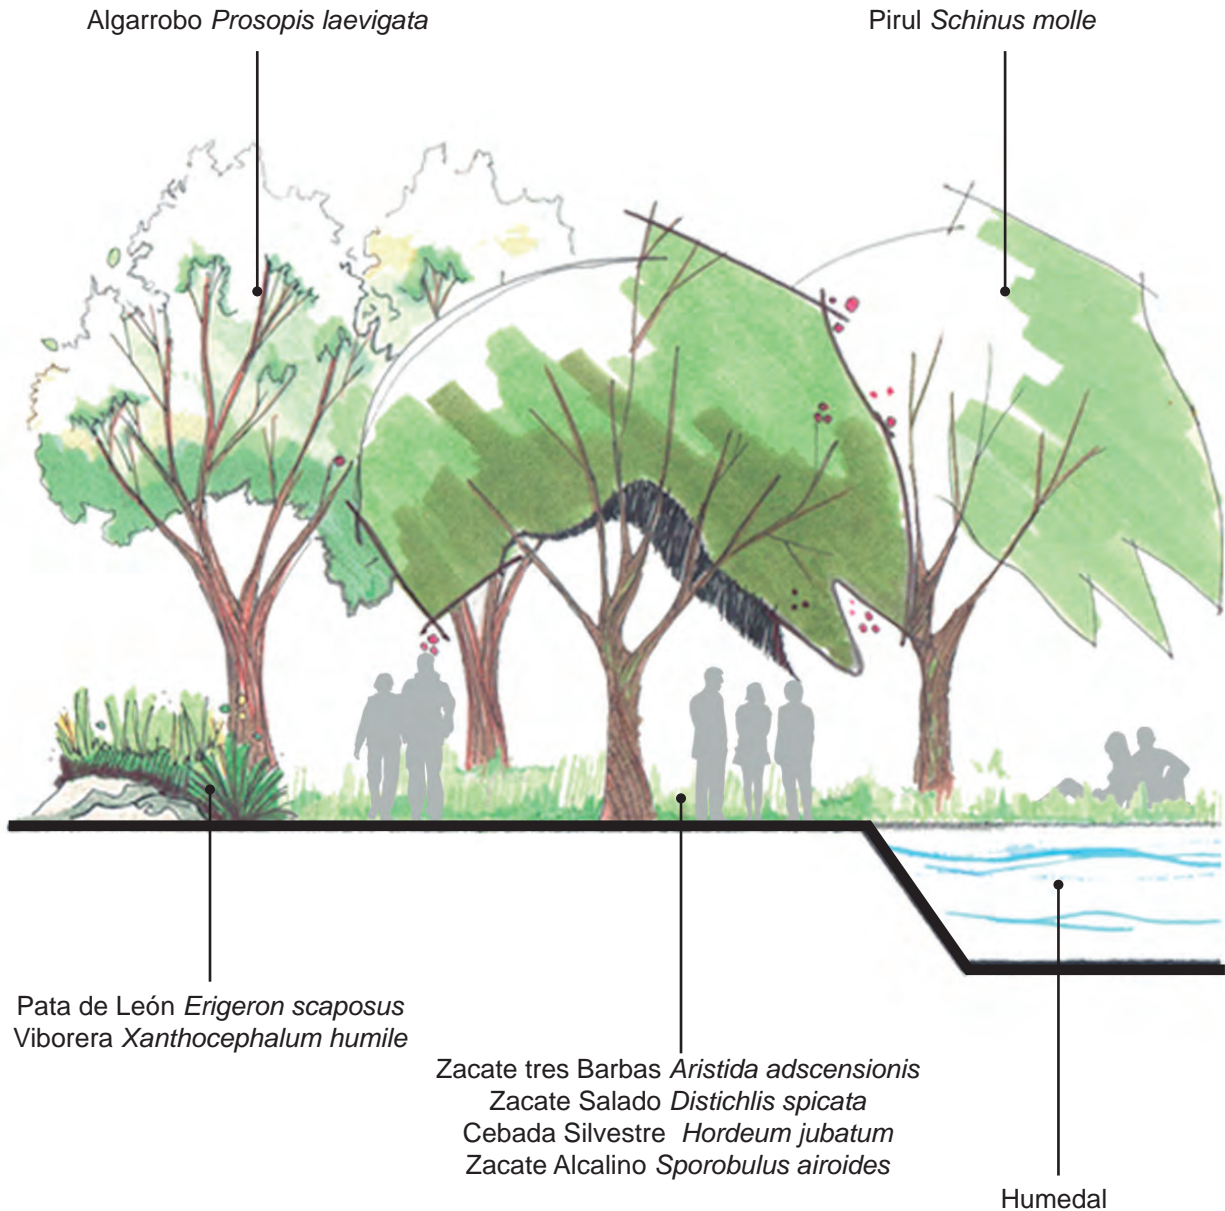 Algarrobo Prosopis laevigata
Pirul Schinus molle
Pata de León Erigeron scaposus
Viborera Xanthocephalum humile
Zacate tres Barbas Aristida adscensionis
Zacate Salado Distichlis spicata
Cebada Silvestre Hordeum jubatum
Zacate Alcalino Sporobulus airoides
Humedal